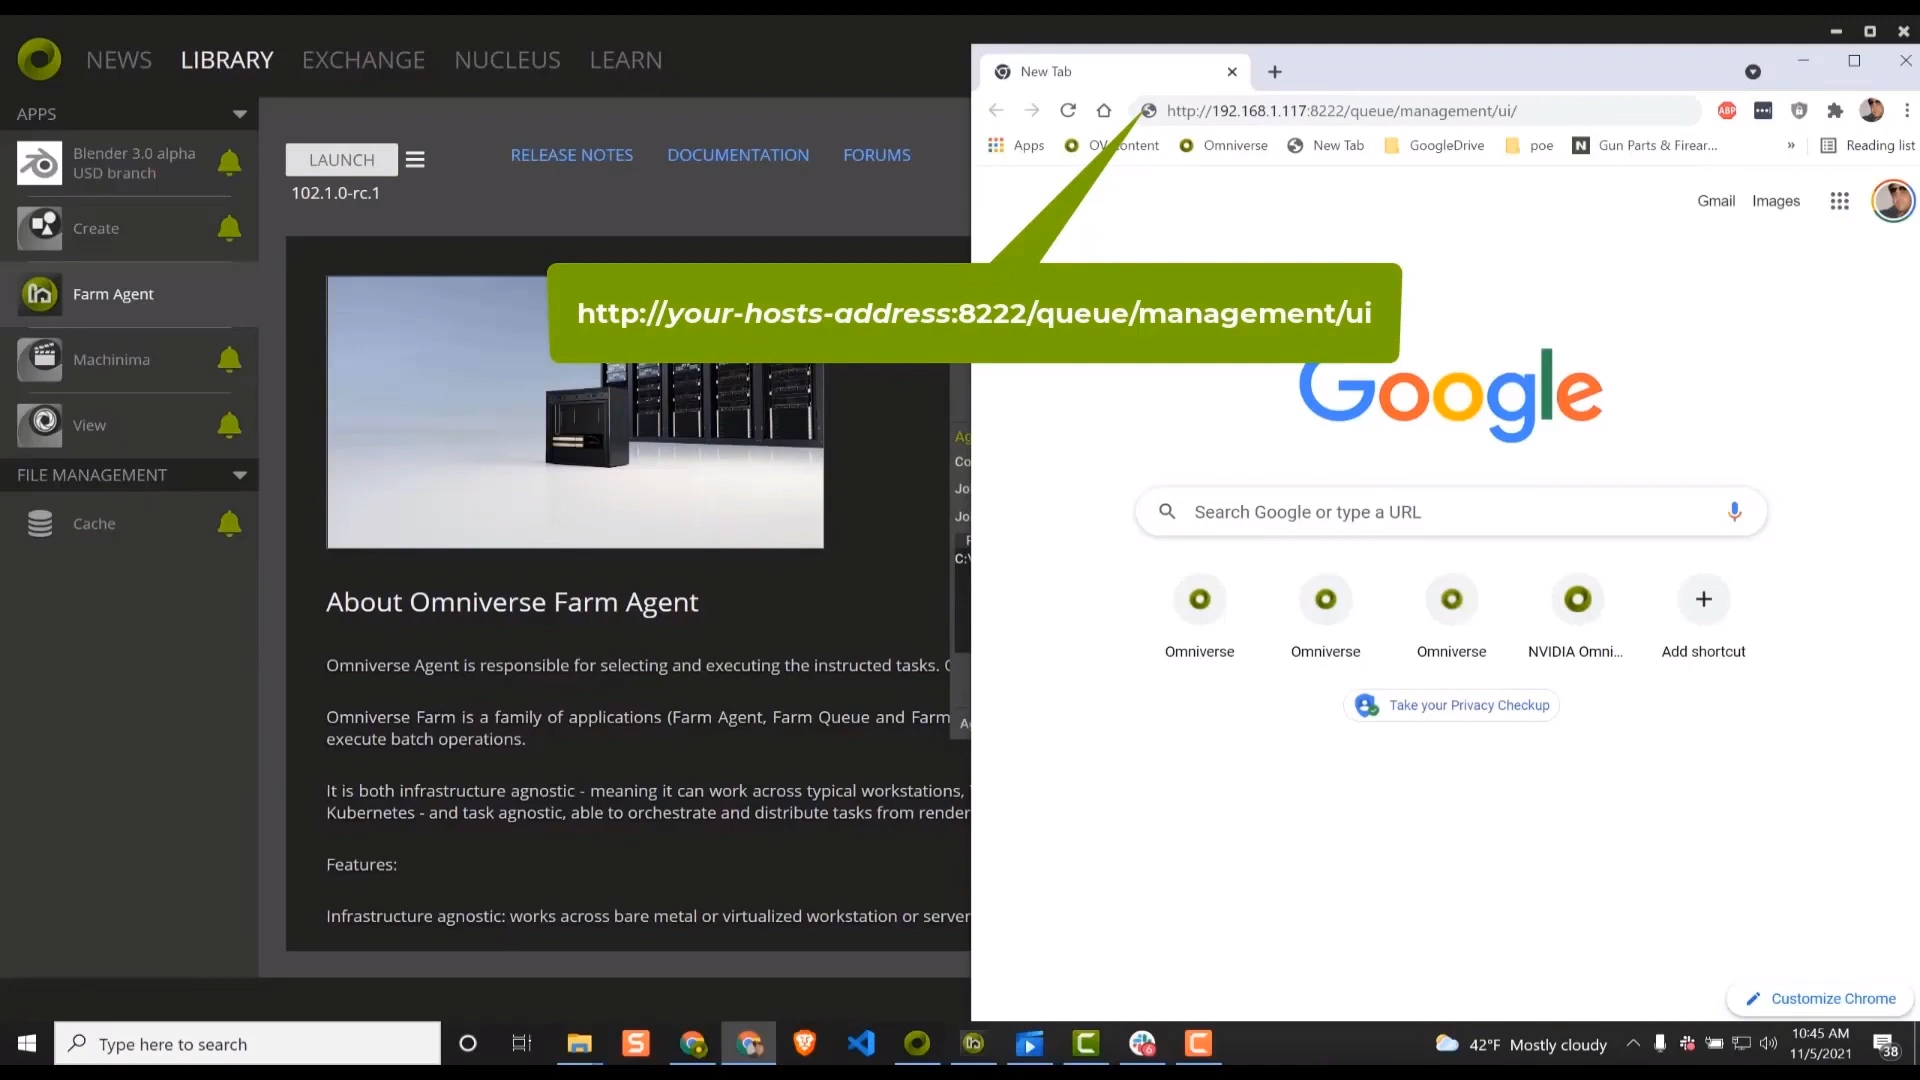 NEWS LIBRARY EXCHANGE NUCLEUS LEARN
APPS
Blender 3.0 alpha
USD branch
Create
Farm Agent
Machinima
View
FILE MANAGEMENT
Cache
LAUNCH
102.1.0-rc.1
RELEASE NOTES DOCUMENTATION FORUMS
About Omniverse Farm Agent
Omniverse Agent is responsible for selecting and executing the instructed tasks.
Omniverse Farm is a family of applications (Farm Agent, Farm Queue and Farm
execute batch operations.
It is both infrastructure agnostic - meaning it can work across typical workstations,
Kubernetes - and task agnostic, able to orchestrate and distribute tasks from render
Features:
Infrastructure agnostic: works across bare metal or virtualized workstation or server
New Tab
http://192.168.1.117:8222/queue/management/ui/
ABP
Apps Omniverse New Tab GoogleDrive poe N Gun Parts & Firear... » Reading list
Gmail Images
http://your-hosts-address:8222/queue/management/ui
Google
Search Google or type a URL
Omniverse Omniverse Omniverse NVIDIA Omni... Add shortcut
Take your Privacy Checkup
Customize Chrome
Type here to search
42°F Mostly cloudy
10:45 AM
11/5/2021
38